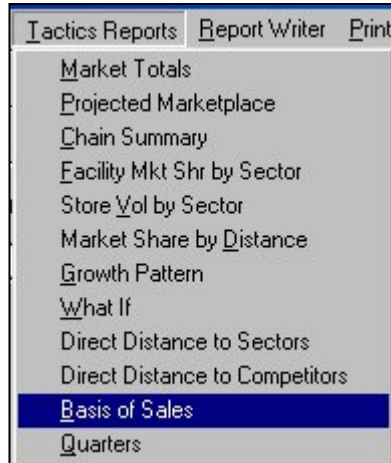 Tactics Reports Report Writer Print
Market Totals
Projected Marketplace
Chain Summary
Facility Mkt Shr by Sector
Store Vol by Sector
Market Share by Distance
Growth Pattern
What If
Direct Distance to Sectors
Direct Distance to Competitors
Basis of Sales
Quarters